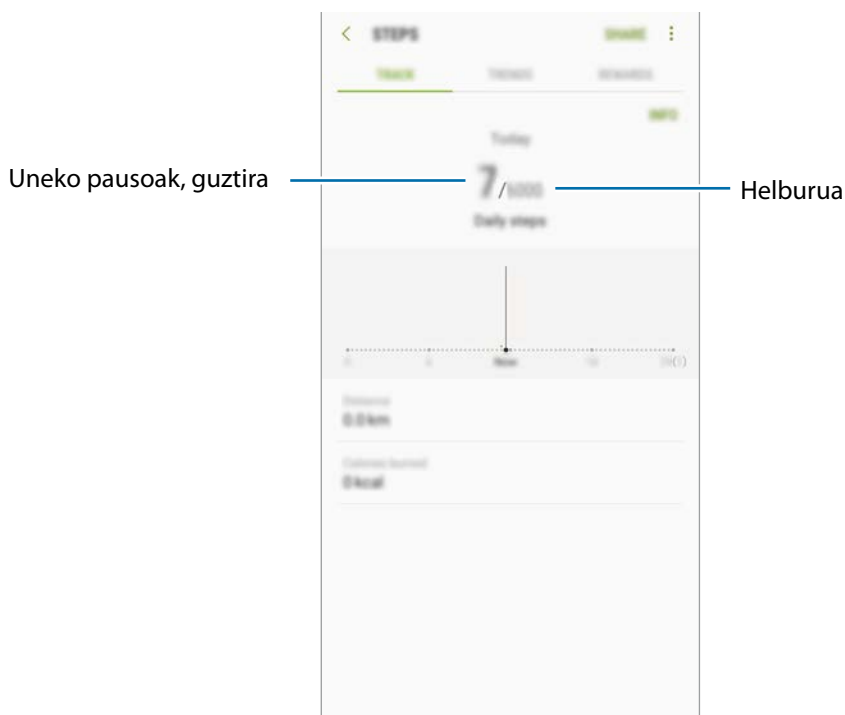 STEPS
SHARE
TRACK
TRENDS
REWARDS
INFO
Today
Uneko pausoak, guztira
7/6000
Helburua
Daily steps
Now
Distance
0.0 km
Calories burned
0 kcal